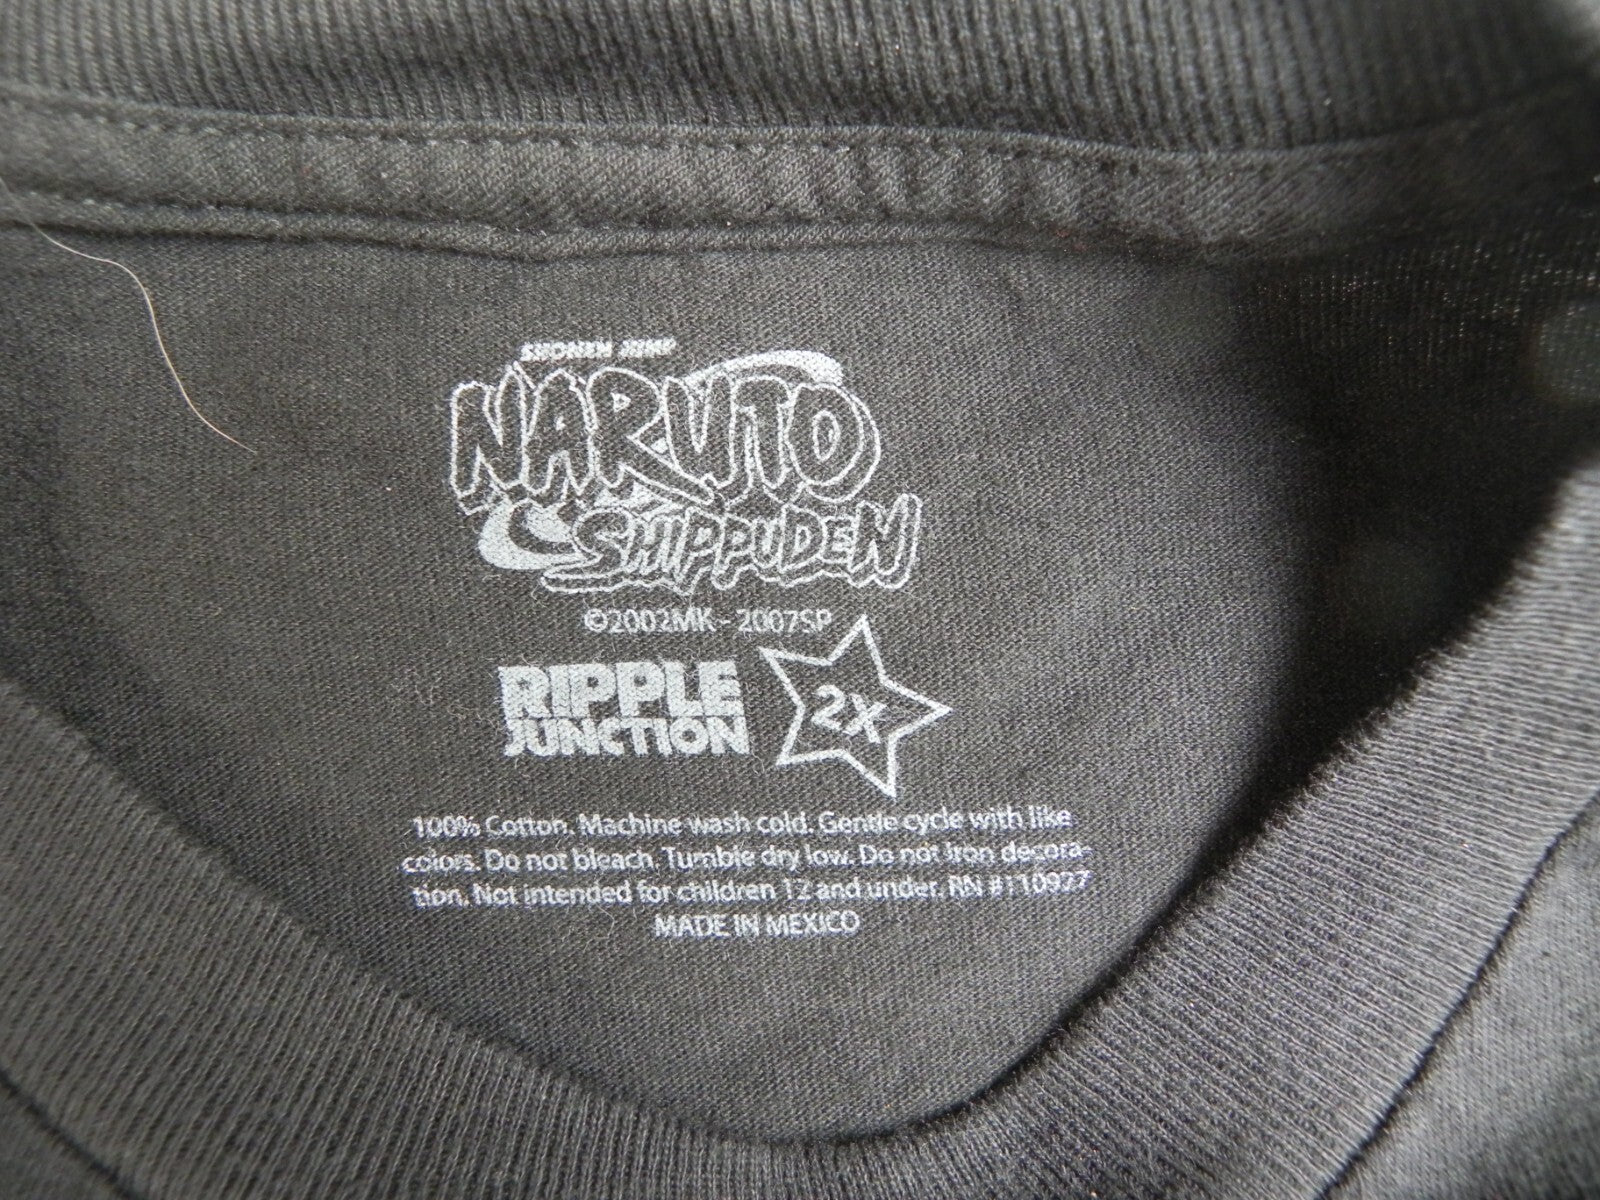 SHONEN JUMP
NARUTO
SHIPPUDEN
©2002MK - 2007SP
RIPPLE
JUNCTION
2X
100% Cotton. Machine wash cold. Gentle cycle with like
colors. Do not bleach. Tumble dry low. Do not iron decora-
tion. Not intended for children 12 and under. RN #110927
MADE IN MEXICO